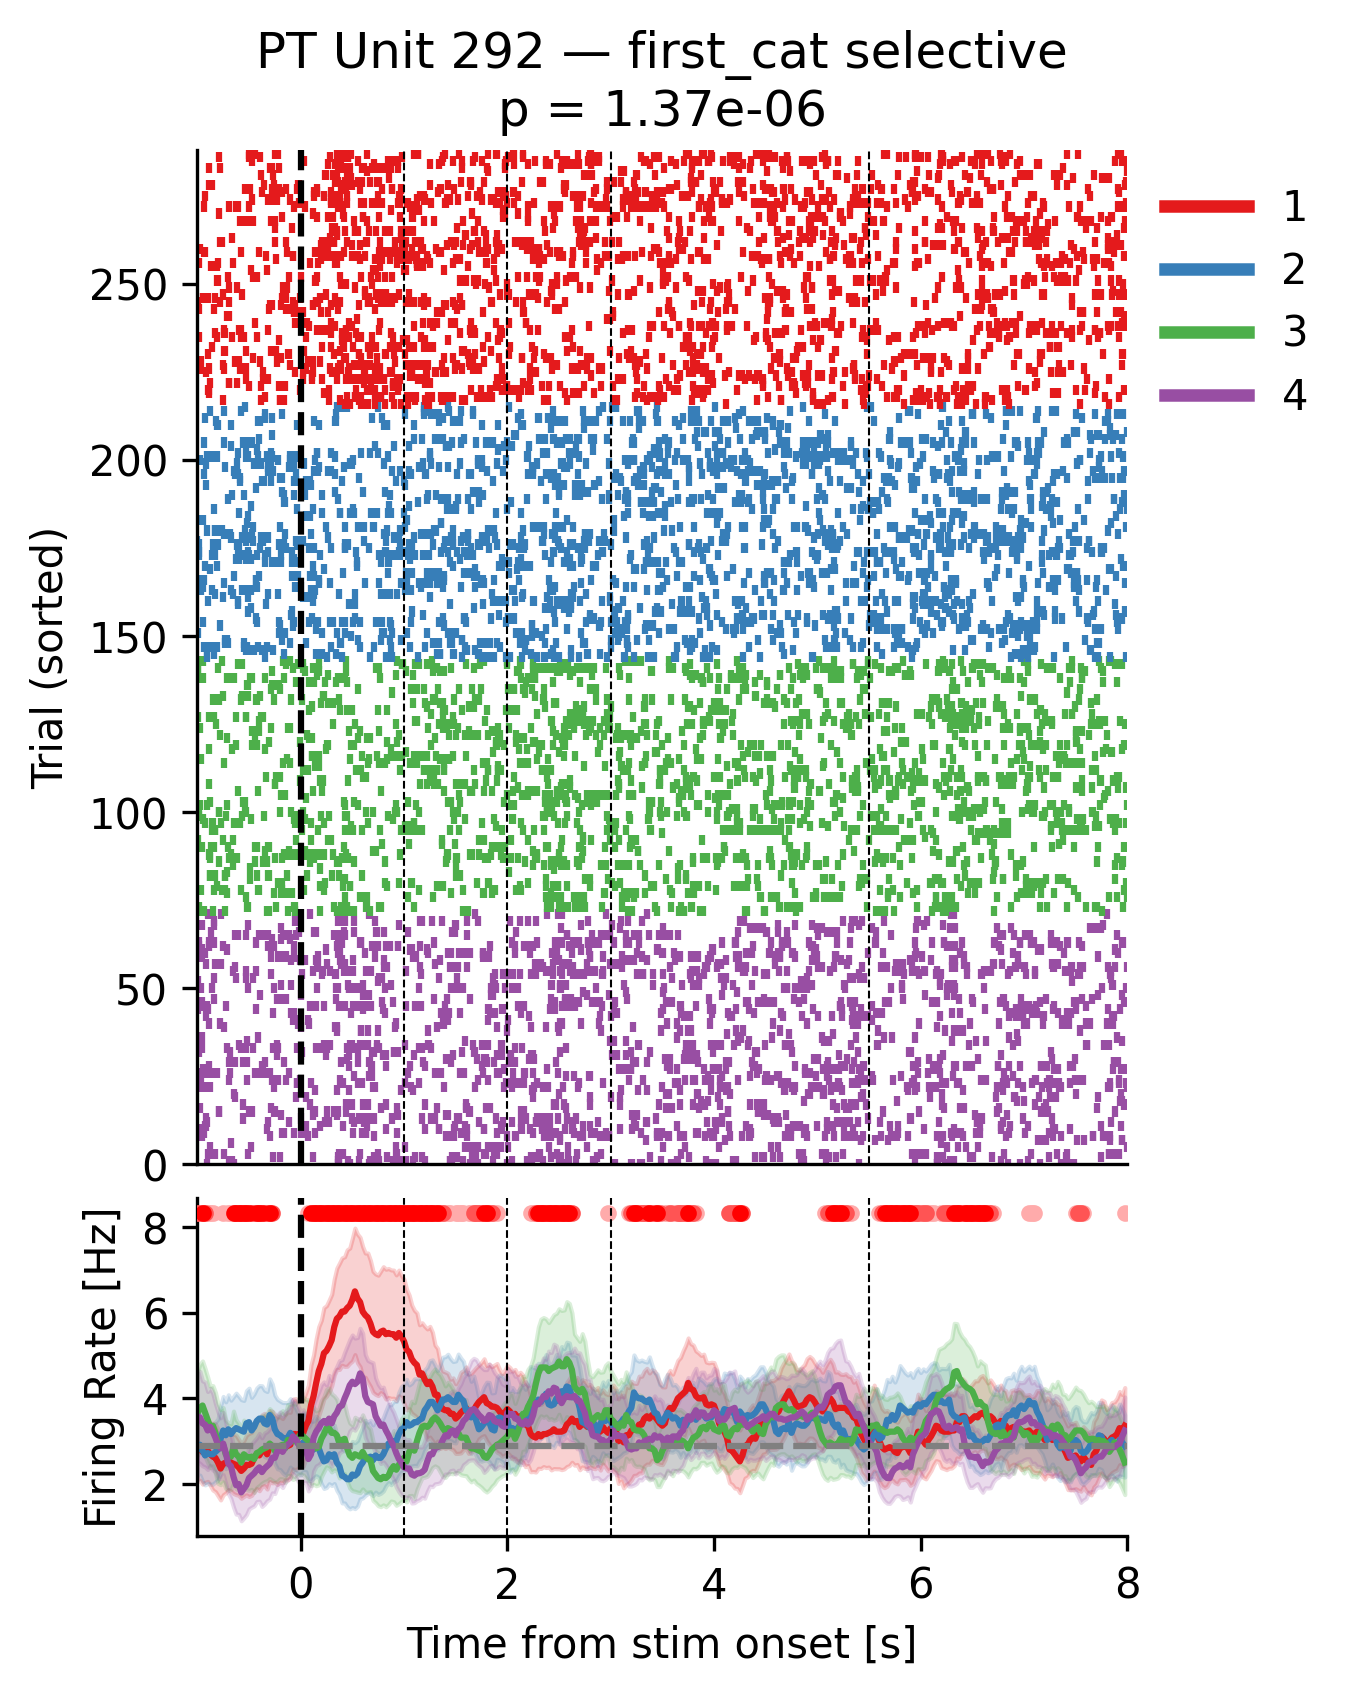 PT Unit 292 — first_cat selective
p = 1.37e-06
1
2
3
4
Trial (sorted)
250
200
150
100
50
0
Firing Rate [Hz]
8
6
4
2
0 2 4 6 8
Time from stim onset [s]